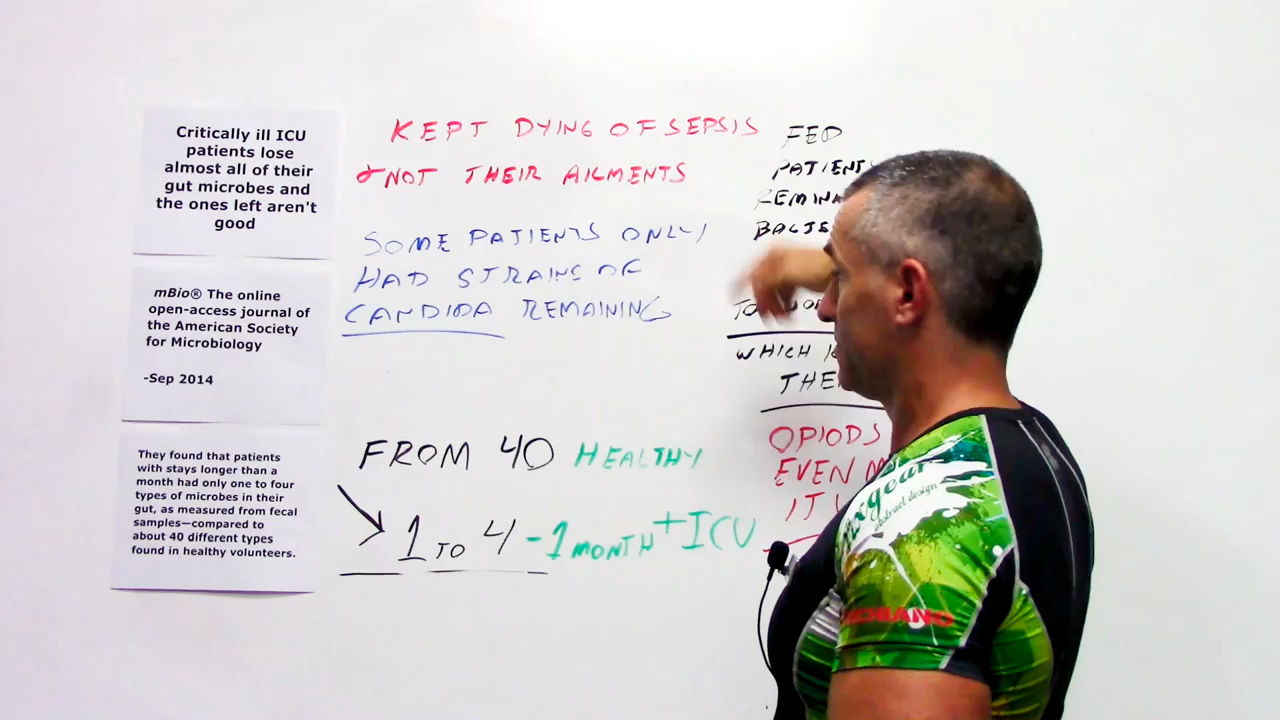 Critically ill ICU
patients lose
almost all of their
gut microbes and
the ones left aren't
good
mBio® The online
open-access journal of
the American Society
for Microbiology
-Sep 2014
They found that patients
with stays longer than a
month had only one to four
types of microbes in their
gut, as measured from fecal
samples—compared to
about 40 different types
found in healthy volunteers.
KEPT DYING OF SEPSIS
& NOT THEIR AILMENTS
SOME PATIENTS ONLY
HAD STRAINS OF
CANDIDA REMAINING
FROM 40 HEALTHY
1 TO 4 - 1 MONTH + ICU
FED
PATIENTS
WHICH
OPIODS
EVEN
IT
abstract design